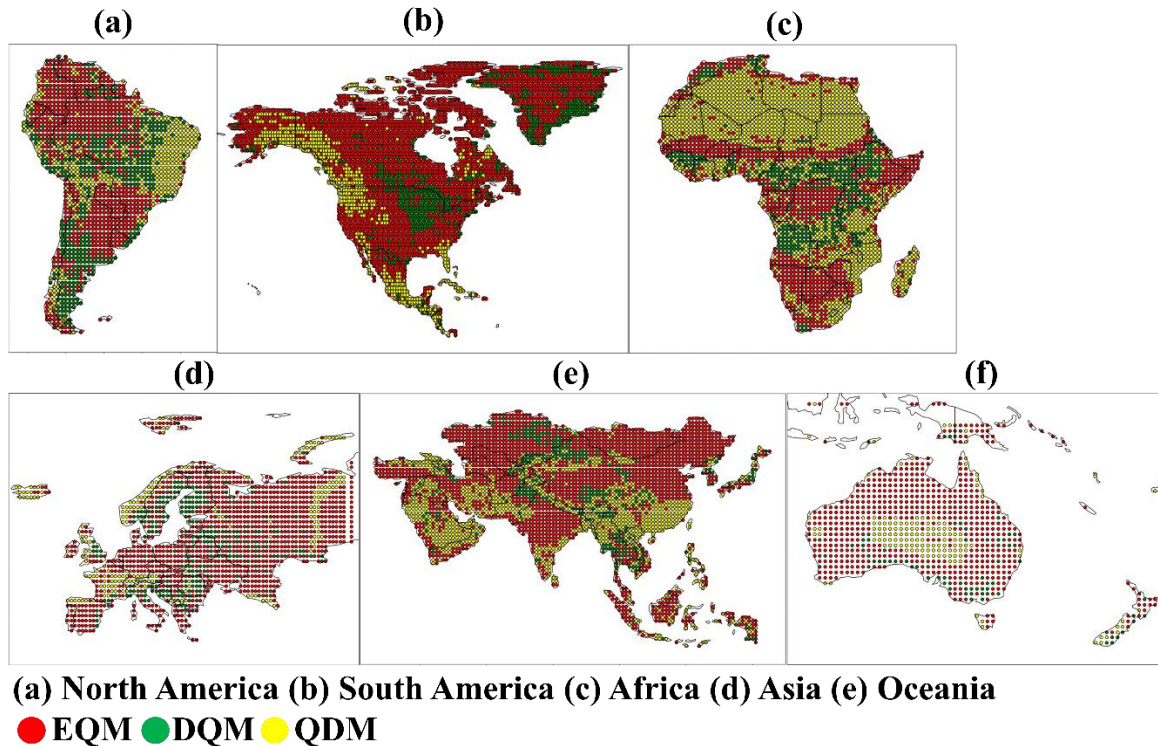 (a) (b) (c)
(d) (e) (f)
(a) North America (b) South America (c) Africa (d) Asia (e) Oceania
EQM DQM QDM